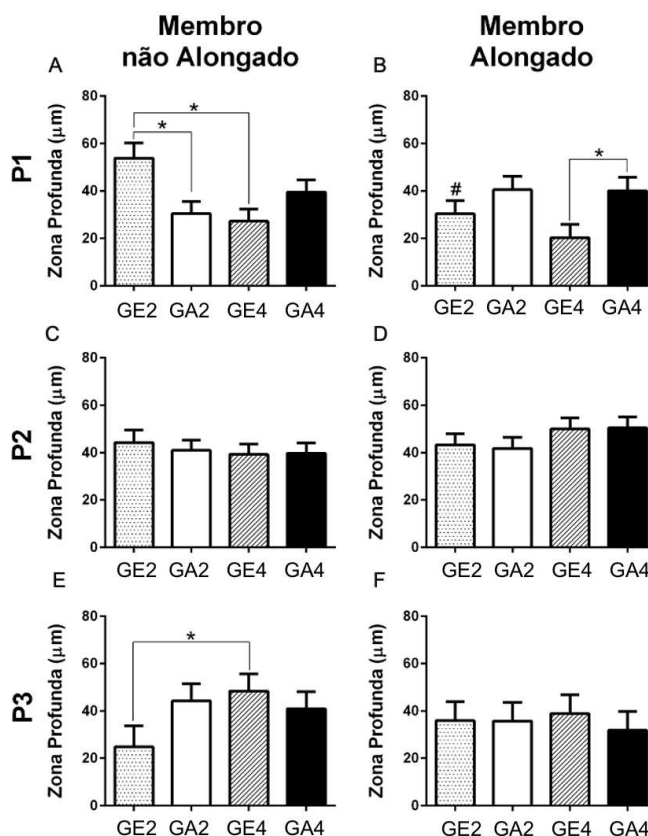 Membro
não Alongado
Membro
Alongado
A
B
P1
Zona Profunda (µm)
80
60
40
20
0
*
*
GE2 GA2 GE4 GA4
Zona Profunda (µm)
80
60
40
20
0
#
*
GE2 GA2 GE4 GA4
C
D
P2
Zona Profunda (µm)
80
60
40
20
0
GE2 GA2 GE4 GA4
Zona Profunda (µm)
80
60
40
20
0
GE2 GA2 GE4 GA4
E
F
P3
Zona Profunda (µm)
80
60
40
20
0
*
GE2 GA2 GE4 GA4
Zona Profunda (µm)
80
60
40
20
0
GE2 GA2 GE4 GA4